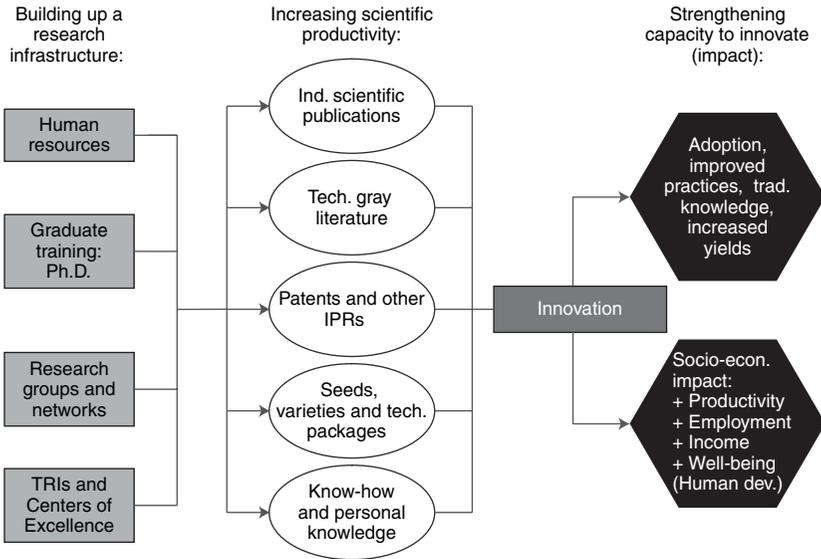 Building up a
research
infrastructure:
Human
resources
Graduate
training:
Ph.D.
Research
groups and
networks
TRIs and
Centers of
Excellence
Increasing scientific
productivity:
Ind. scientific
publications
Tech. gray
literature
Patents and other
IPRs
Seeds,
varieties and tech.
packages
Know-how
and personal
knowledge
Innovation
Strengthening
capacity to innovate
(impact):
Adoption,
improved
practices, trad.
knowledge,
increased
yields
Socio-econ.
impact:
+ Productivity
+ Employment
+ Income
+ Well-being
(Human dev.)